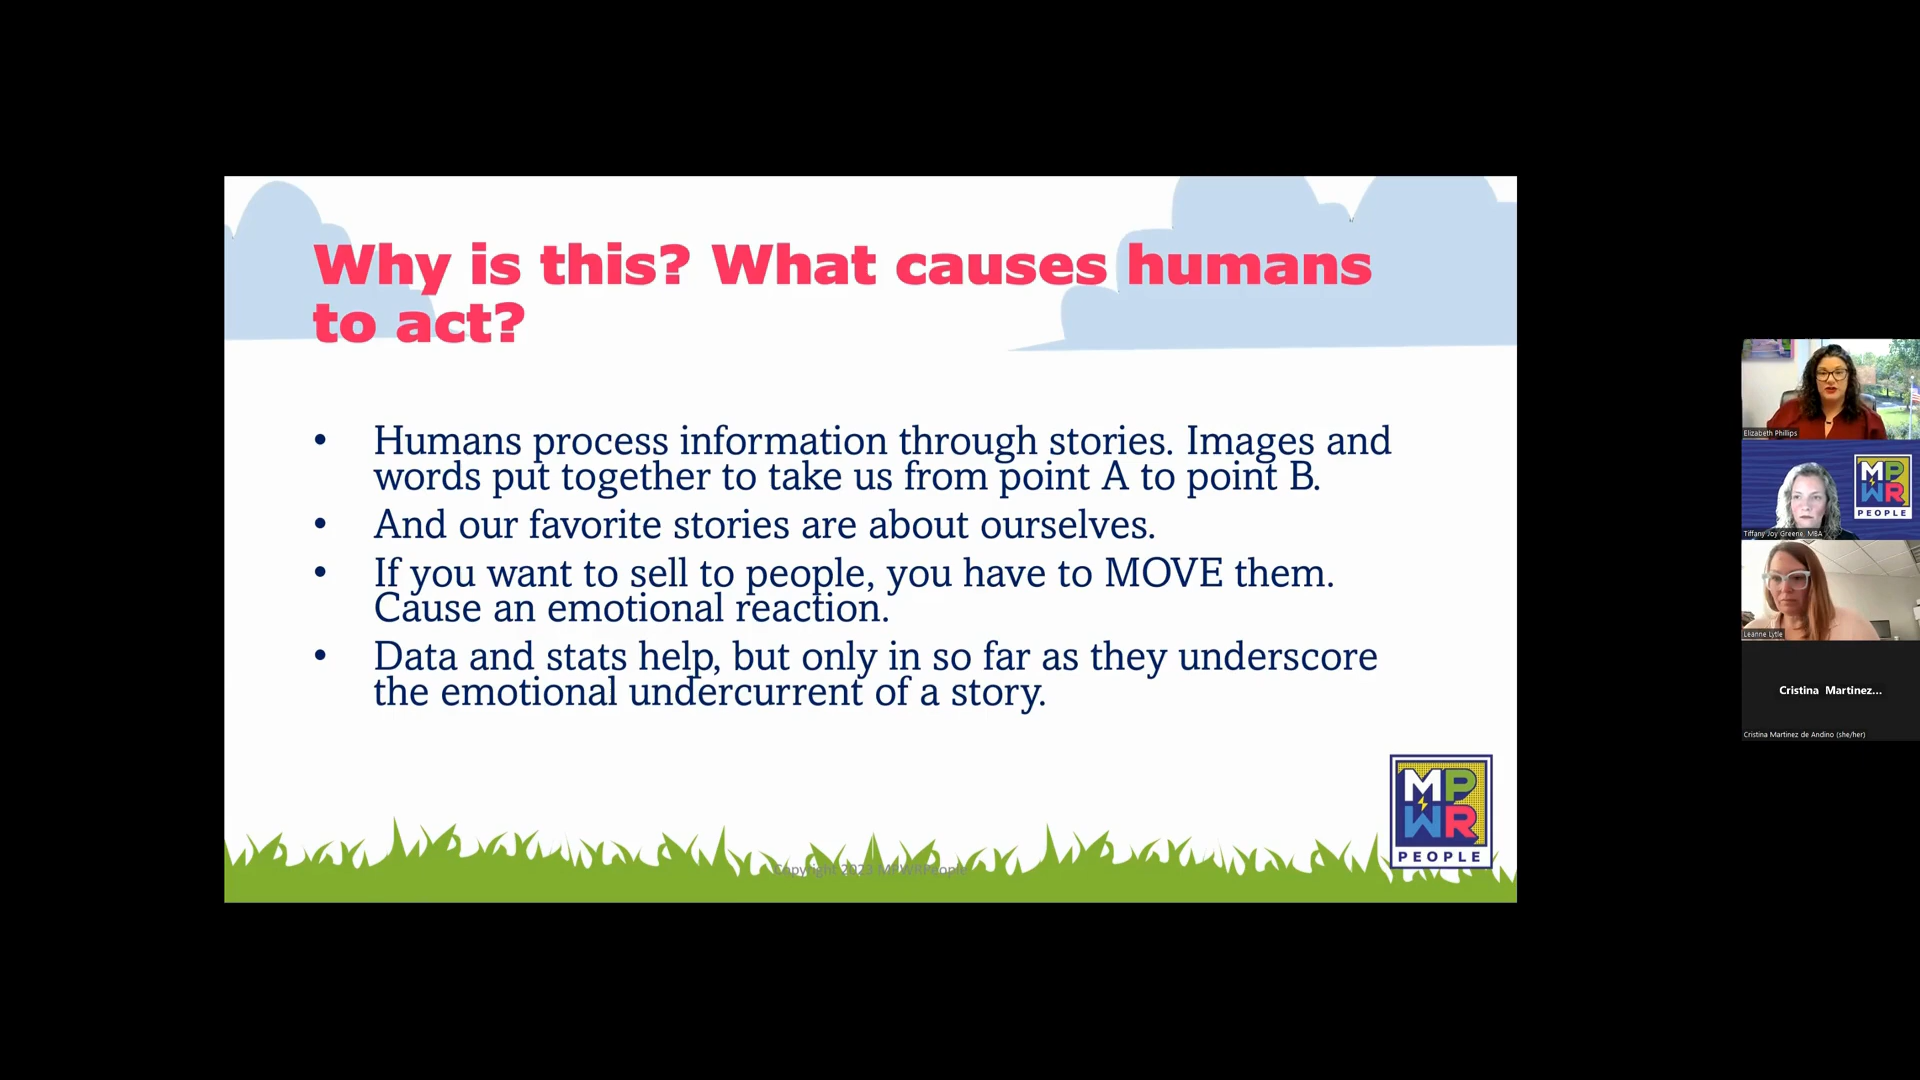 Why is this? What causes humans
to act?
• Humans process information through stories. Images and
words put together to take us from point A to point B.
• And our favorite stories are about ourselves.
• If you want to sell to people, you have to MOVE them.
Cause an emotional reaction.
• Data and stats help, but only in so far as they underscore
the emotional undercurrent of a story.
MP
WR
PEOPLE
Copyright 2023 MPWRPeople
Elizabeth Phillips
MP
WR
PEOPLE
Tiffany Joy Greene, MBA
Leanne Lytle
Cristina Martinez...
Cristina Martinez de Andino (she/her)